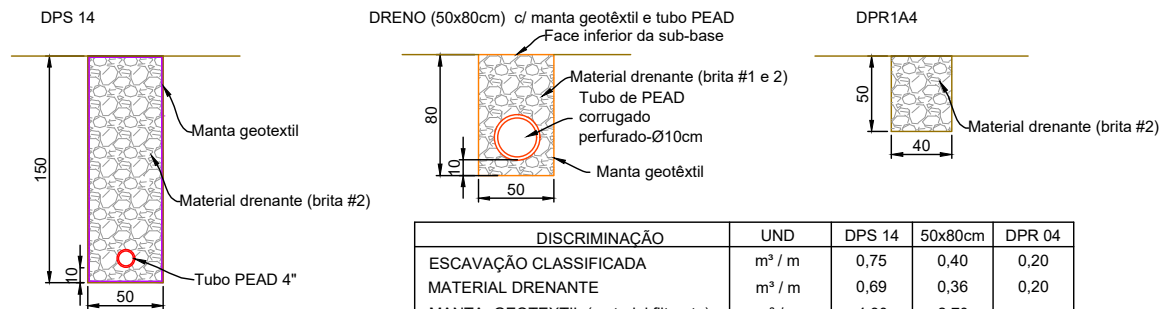 DPS 14
150
10
50
Manta geotextil
Material drenante (brita #2)
Tubo PEAD 4"
DRENO (50x80cm) c/ manta geotêxtil e tubo PEAD
Face inferior da sub-base
80
10
50
Material drenante (brita #1 e 2)
Tubo de PEAD
corrugado
perfurado-Ø10cm
Manta geotêxtil
DPR1A4
50
40
Material drenante (brita #2)
DISCRIMINAÇÃO UND DPS 14 50x80cm DPR 04
ESCAVAÇÃO CLASSIFICADA m³ / m 0,75 0,40 0,20
MATERIAL DRENANTE m³ / m 0,69 0,36 0,20